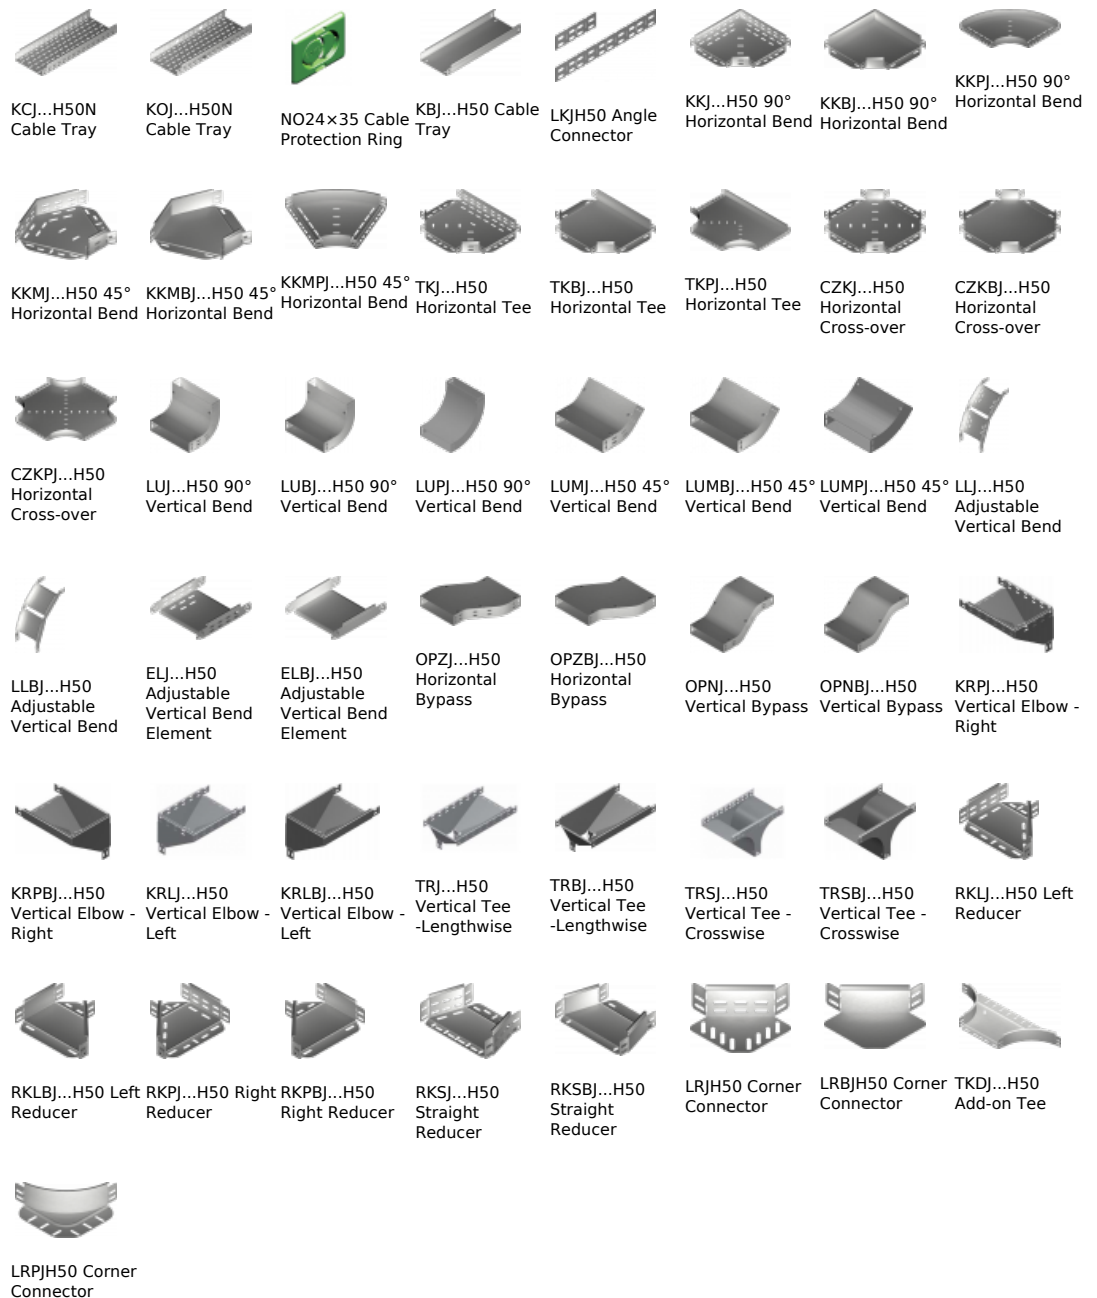 KCJ...H50N
Cable Tray
KOJ...H50N
Cable Tray
NO24×35 Cable
Protection Ring
KBJ...H50 Cable
Tray
LKJH50 Angle
Connector
KKJ...H50 90°
Horizontal Bend
KKBJ...H50 90°
Horizontal Bend
KKPJ...H50 90°
Horizontal Bend
KKMJ...H50 45°
Horizontal Bend
KKMBJ...H50 45°
Horizontal Bend
KKMPJ...H50 45°
Horizontal Bend
TKJ...H50
Horizontal Tee
TKBJ...H50
Horizontal Tee
TKPJ...H50
Horizontal Tee
CZKJ...H50
Horizontal
Cross-over
CZKBJ...H50
Horizontal
Cross-over
CZKPJ...H50
Horizontal
Cross-over
LUJ...H50 90°
Vertical Bend
LUBJ...H50 90°
Vertical Bend
LUPJ...H50 90°
Vertical Bend
LUMJ...H50 45°
Vertical Bend
LUMBJ...H50 45°
Vertical Bend
LUMPJ...H50 45°
Vertical Bend
LLJ...H50
Adjustable
Vertical Bend
LLBJ...H50
Adjustable
Vertical Bend
ELJ...H50
Adjustable
Vertical Bend
Element
ELBJ...H50
Adjustable
Vertical Bend
Element
OPZJ...H50
Horizontal
Bypass
OPZBJ...H50
Horizontal
Bypass
OPNJ...H50
Vertical Bypass
OPNBJ...H50
Vertical Bypass
KRPJ...H50
Vertical Elbow -
Right
KRPBJ...H50
Vertical Elbow -
Right
KRLJ...H50
Vertical Elbow -
Left
KRLBJ...H50
Vertical Elbow -
Left
TRJ...H50
Vertical Tee
-Lengthwise
TRBJ...H50
Vertical Tee
-Lengthwise
TRSJ...H50
Vertical Tee -
Crosswise
TRSBJ...H50
Vertical Tee -
Crosswise
RKLJ...H50 Left
Reducer
RKLBJ...H50 Left
Reducer
RKPJ...H50 Right
Reducer
RKPBJ...H50
Right Reducer
RKSJ...H50
Straight
Reducer
RKSBJ...H50
Straight
Reducer
LRJH50 Corner
Connector
LRBJH50 Corner
Connector
TKDJ...H50
Add-on Tee
LRPJH50 Corner
Connector